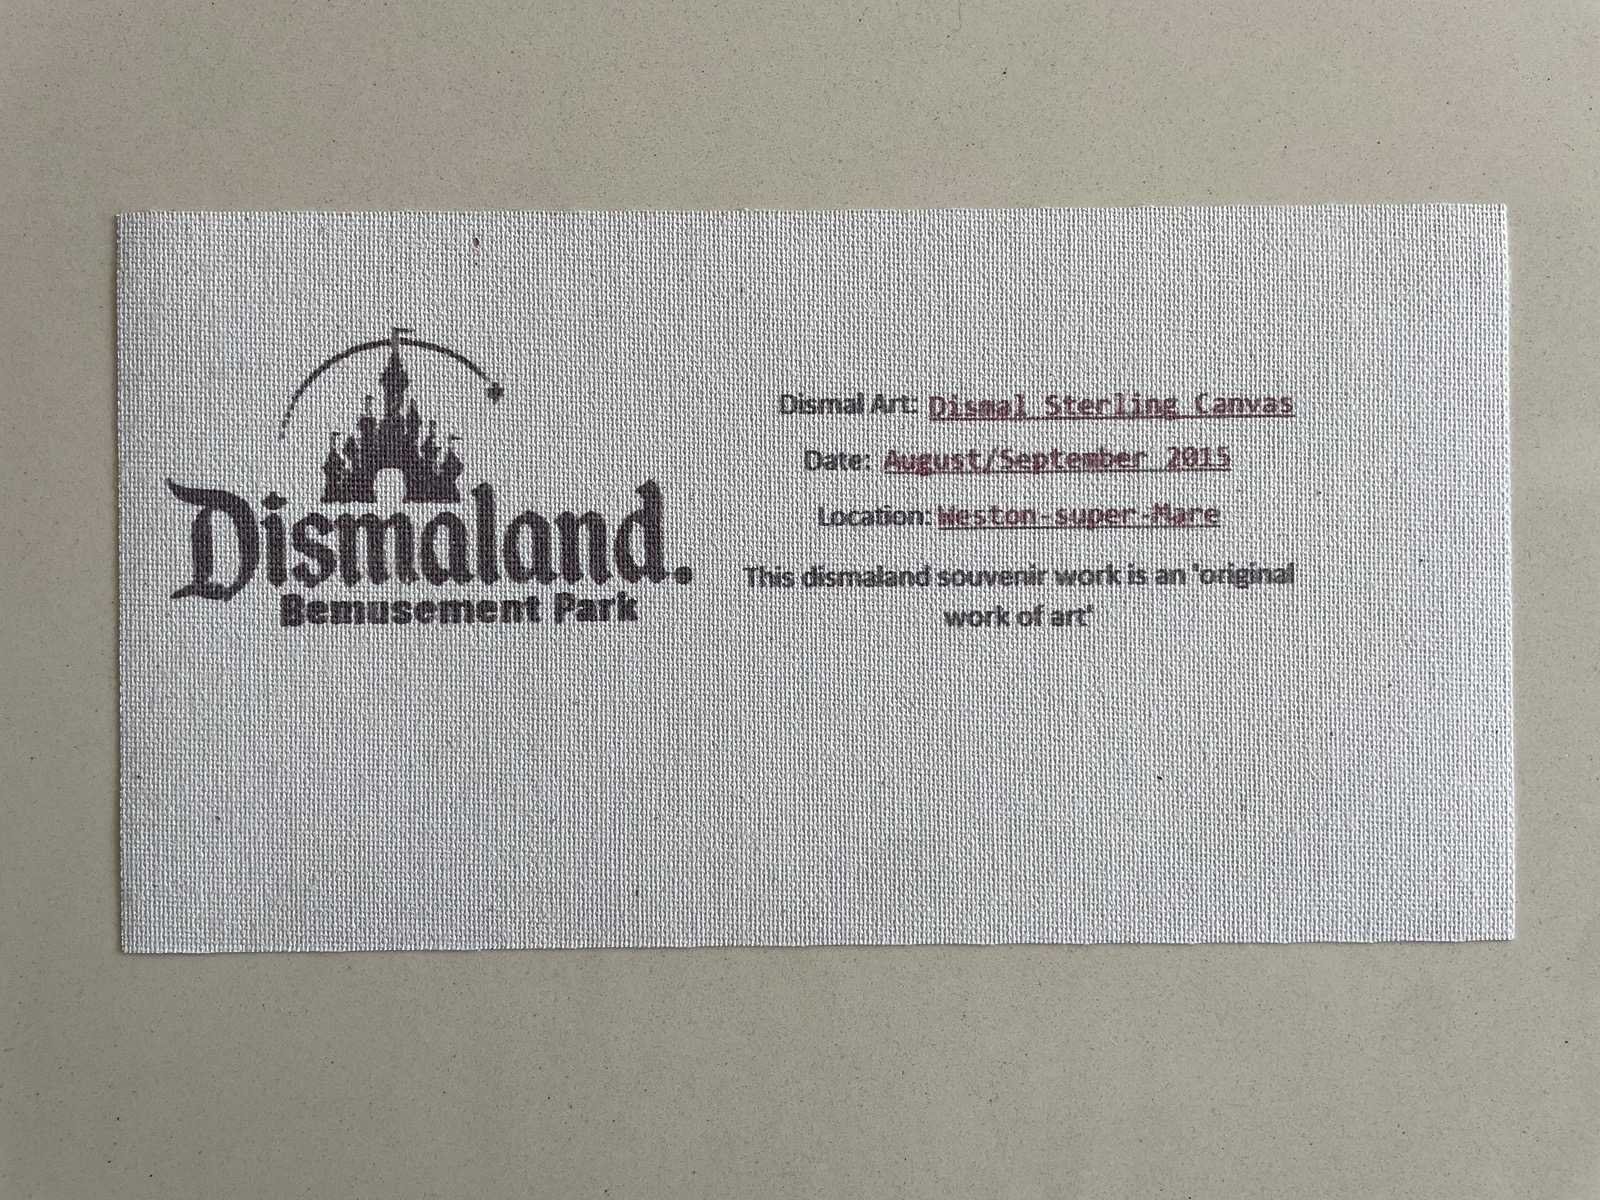 Dismaland.
Bemusement Park
Dismal Art: Dismal Sterling Canvas
Date: August/September 2015
Location: Weston-super-Mare
This dismaland souvenir work is an 'original
work of art'